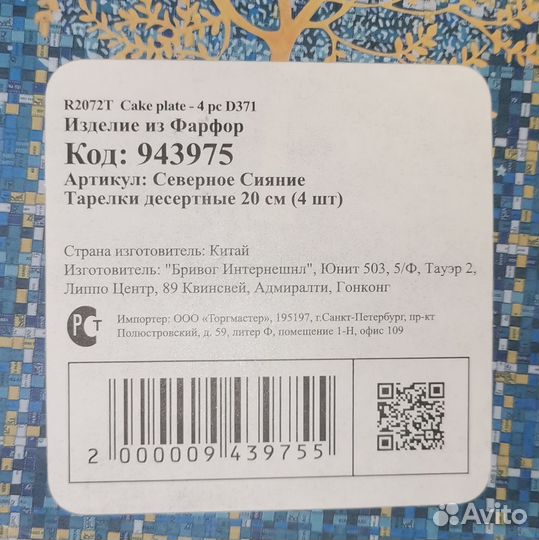 R2072T Cake plate - 4 pc D371
Изделие из Фарфор
Код: 943975
Артикул: Северное Сияние
Тарелки десертные 20 см (4 шт)
Страна изготовитель: Китай
Изготовитель: "Бривог Интернешнл", Юнит 503, 5/Ф, Тауэр 2,
Липпо Центр, 89 Квинсвей, Адмиралти, Гонконг
РСТ
Импортер: ООО «Торгмастер», 195197, г.Санкт-Петербург, пр-кт
Полюстровский, д. 59, литер Ф, помещение 1-Н, офис 109
2 000009 439755
Avito